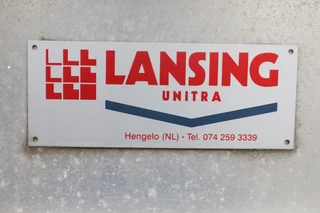 LANSING
UNITRA
Hengelo (NL) • Tel. 074 259 3339